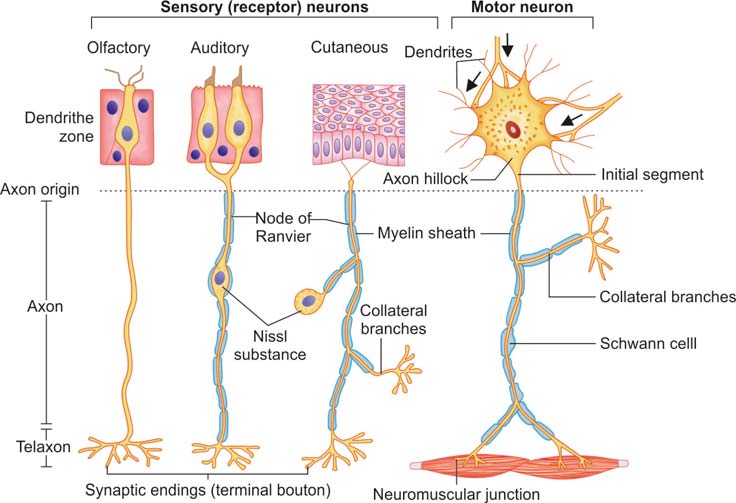 Sensory (receptor) neurons
Motor neuron
Olfactory
Auditory
Cutaneous
Dendrites
Dendrithe
zone
Axon hillock
Initial segment
Axon origin
Node of
Ranvier
Myelin sheath
Axon
Collateral branches
Nissl
substance
Collateral
branches
Schwann celll
Telaxon
Synaptic endings (terminal bouton)
Neuromuscular junction